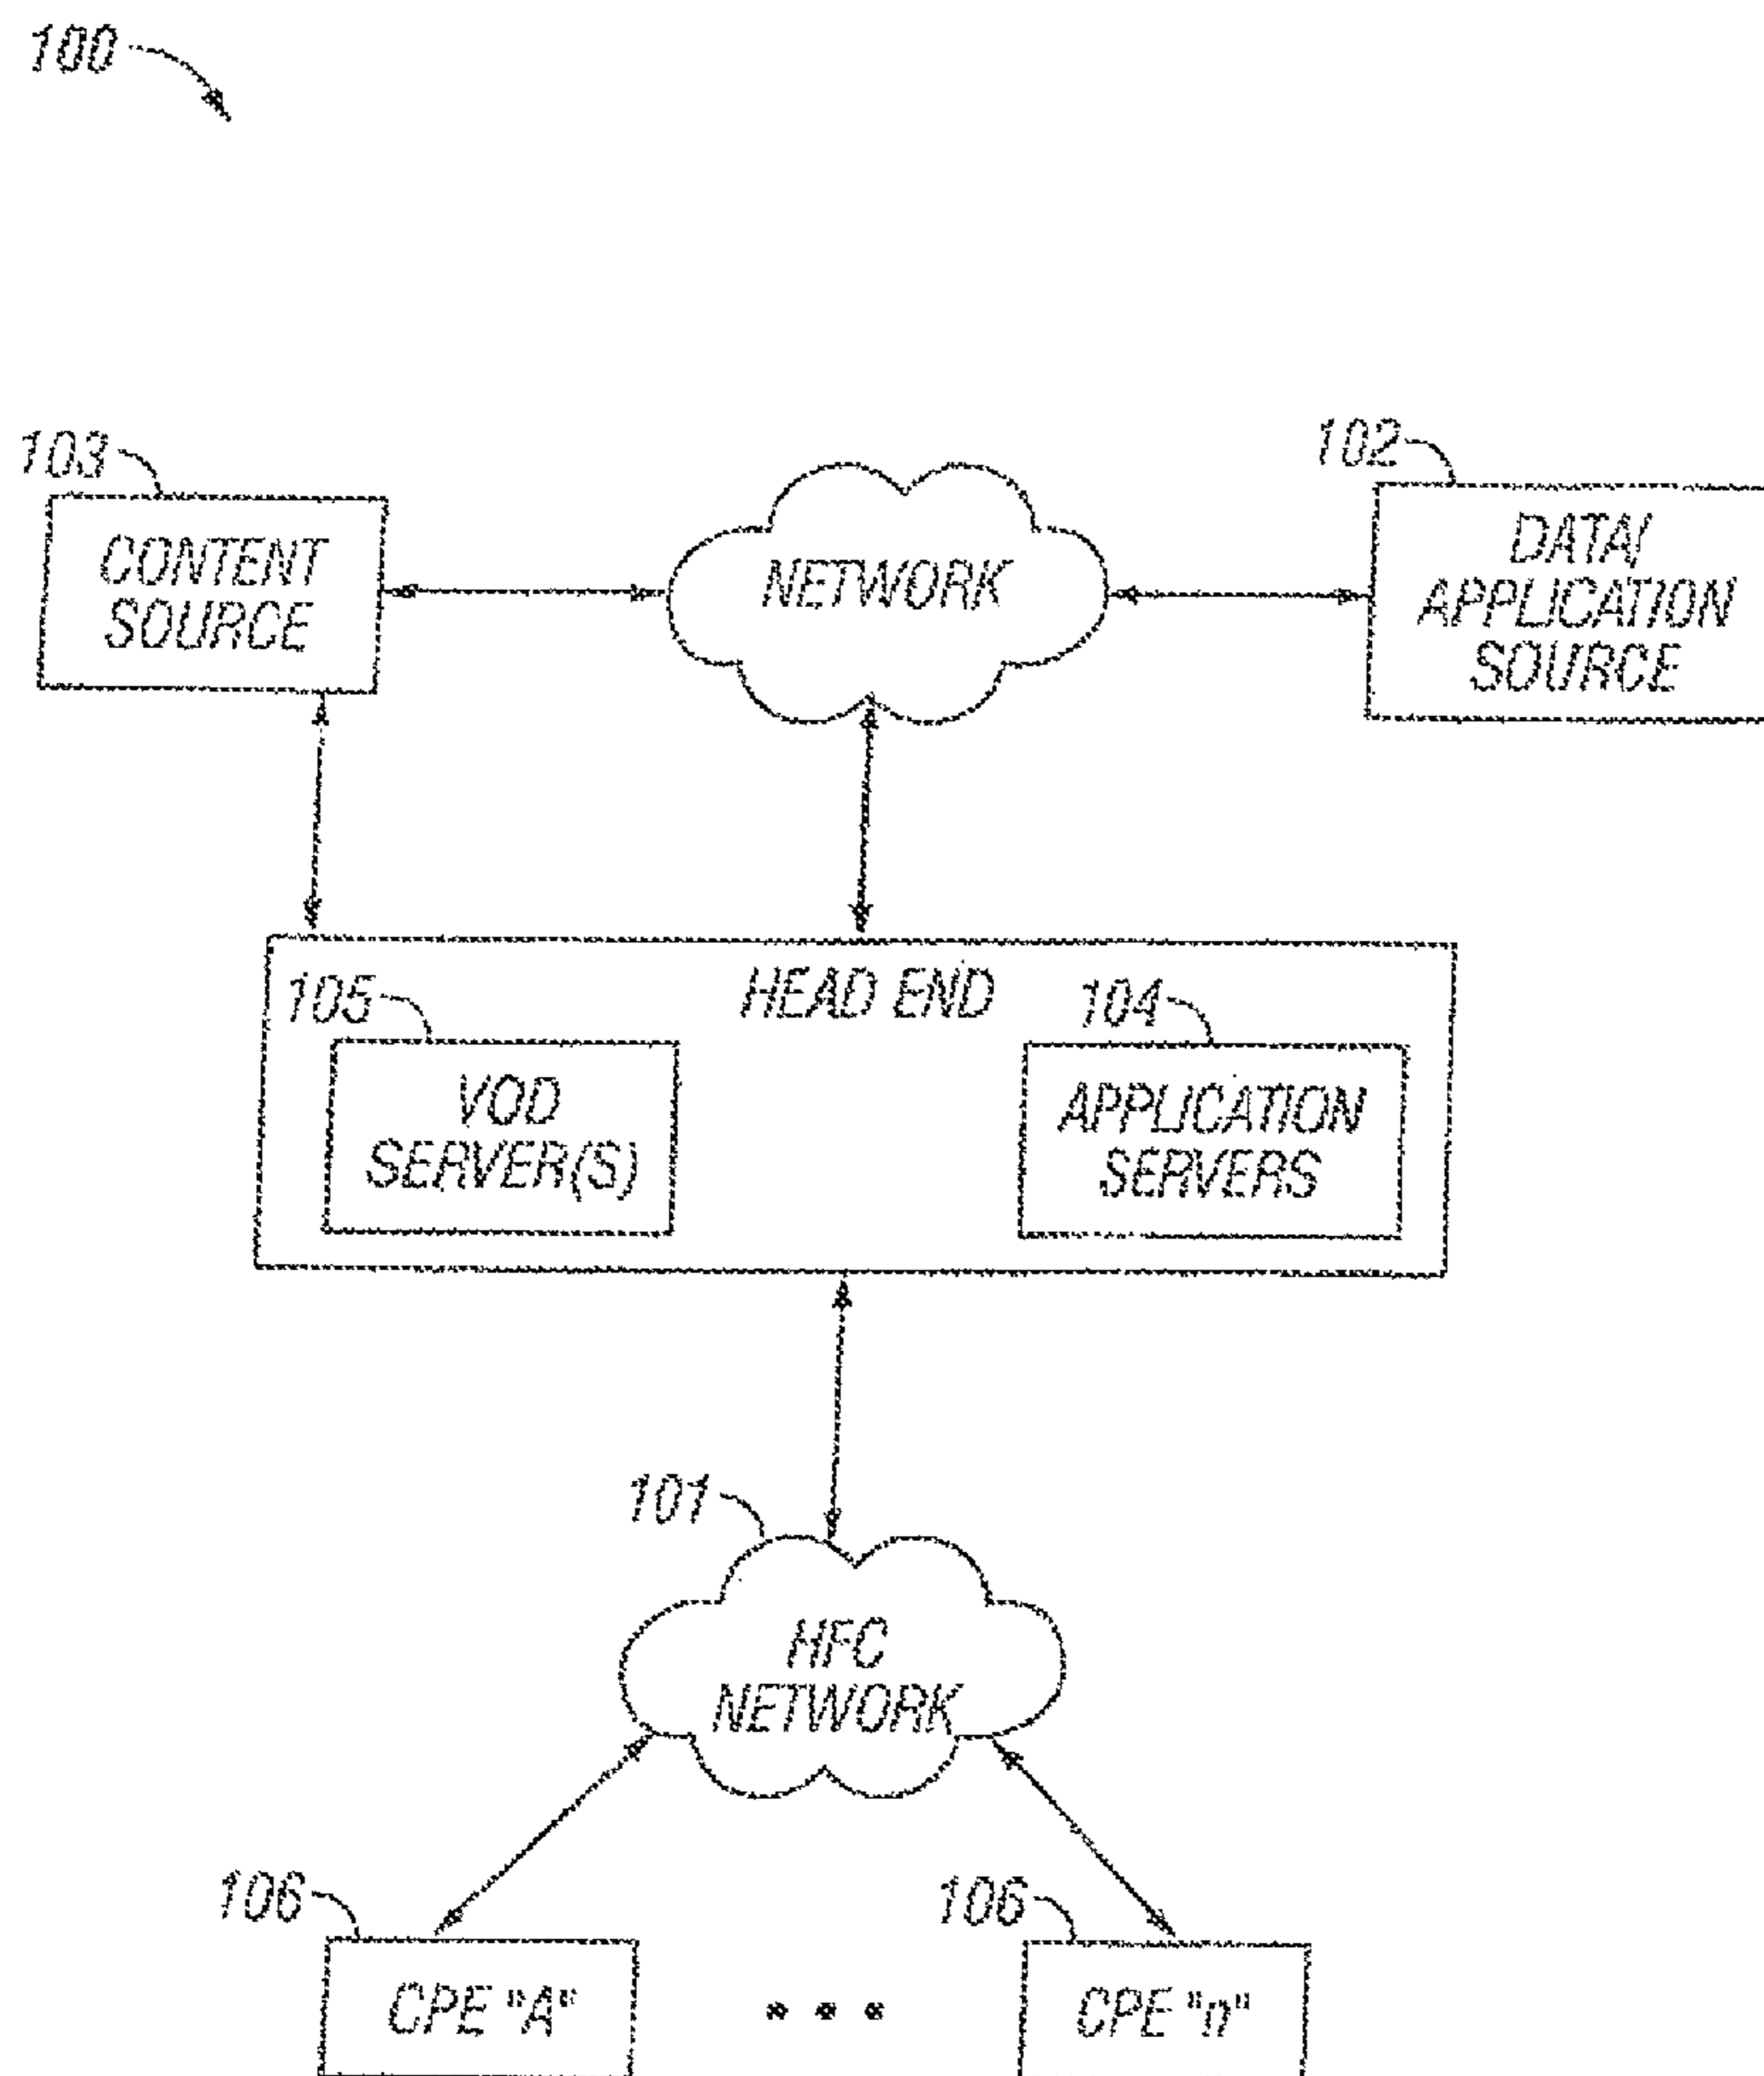 100
103
102
CONTENT
SOURCE
NETWORK
DATA/
APPLICATION
SOURCE
HEAD END
105
104
VOD
SERVER(S)
APPLICATION
SERVERS
101
HFC
NETWORK
106
106
CPE "A"
CPE "n"